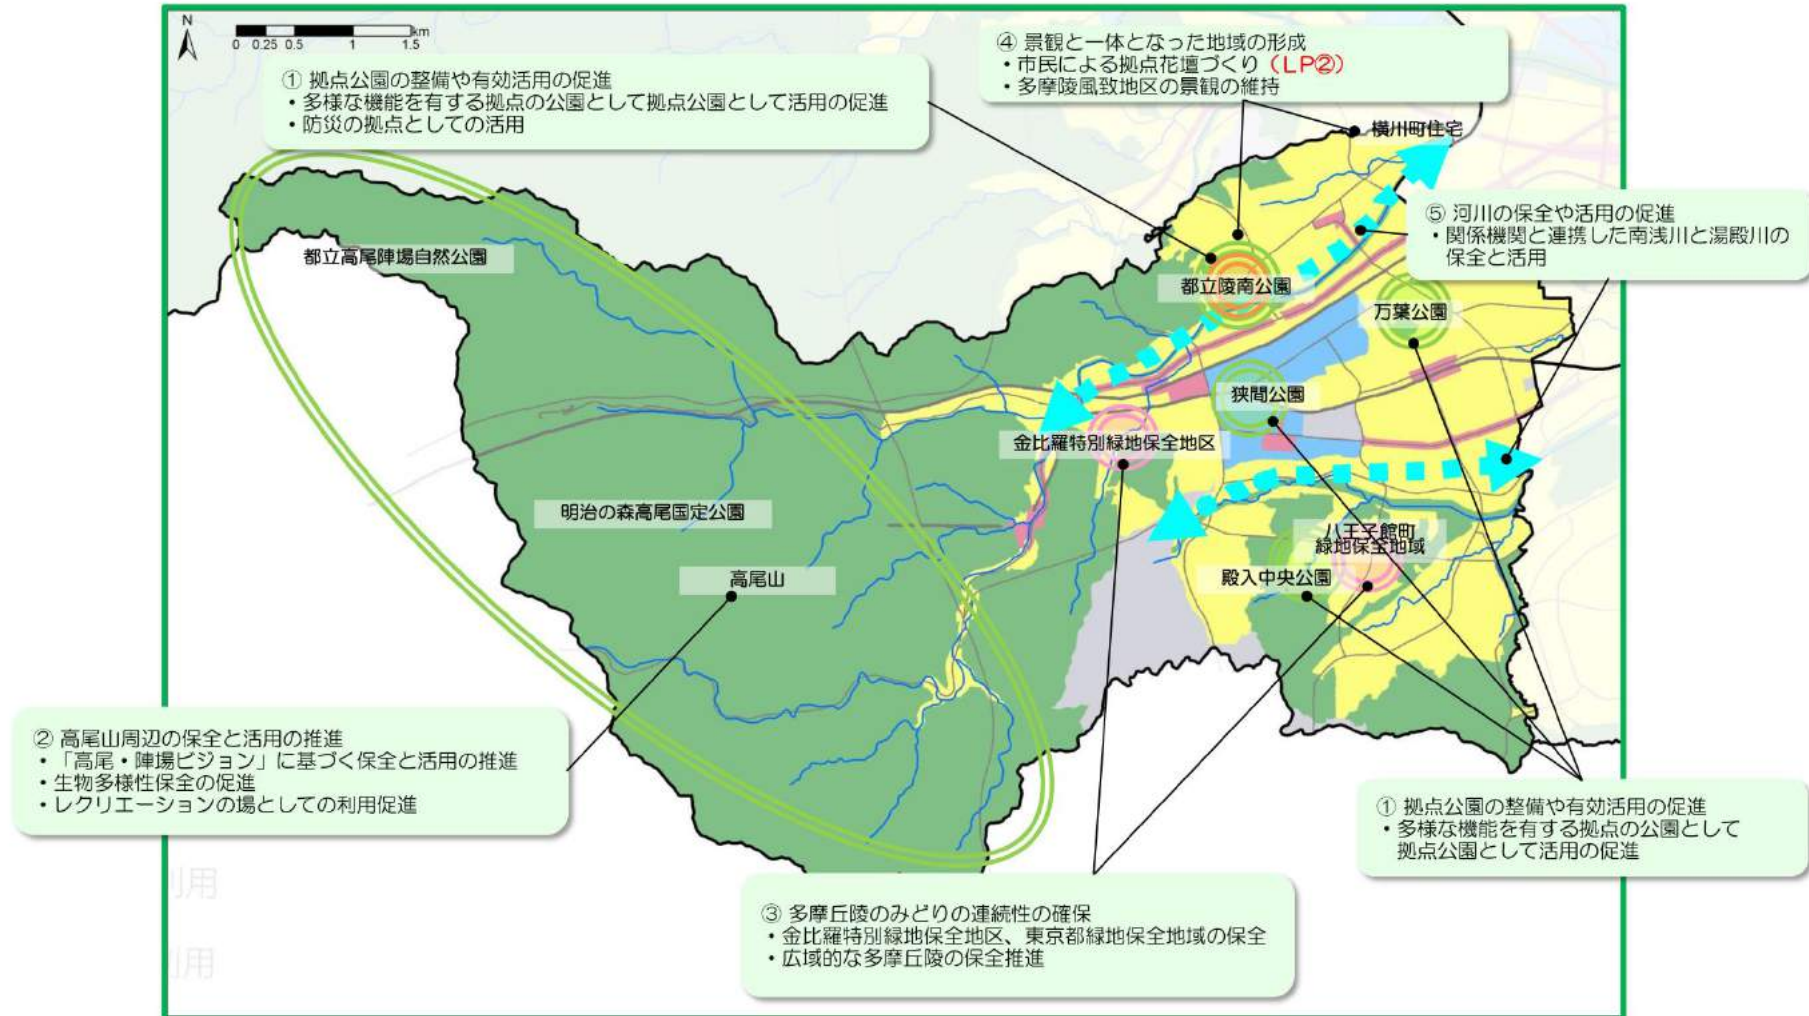 N
0 0.25 0.5 1 1.5 km
① 拠点公園の整備や有効活用の促進
・多様な機能を有する拠点の公園として拠点公園として活用の促進
・防災の拠点としての活用
④ 景観と一体となった地域の形成
・市民による拠点花壇づくり（LP②）
・多摩陵風致地区の景観の維持
横川町住宅
⑤ 河川の保全や活用の促進
・関係機関と連携した南浅川と湯殿川の
保全と活用
都立高尾陣場自然公園
都立陵南公園
万葉公園
狭間公園
金比羅特別緑地保全地区
明治の森高尾国定公園
八王子館町
緑地保全地域
高尾山
殿入中央公園
② 高尾山周辺の保全と活用の推進
・「高尾・陣場ビジョン」に基づく保全と活用の推進
・生物多様性保全の促進
・レクリエーションの場としての利用促進
① 拠点公園の整備や有効活用の促進
・多様な機能を有する拠点の公園として
拠点公園として活用の促進
利用
③ 多摩丘陵のみどりの連続性の確保
・金比羅特別緑地保全地区、東京都緑地保全地域の保全
・広域的な多摩丘陵の保全推進
利用